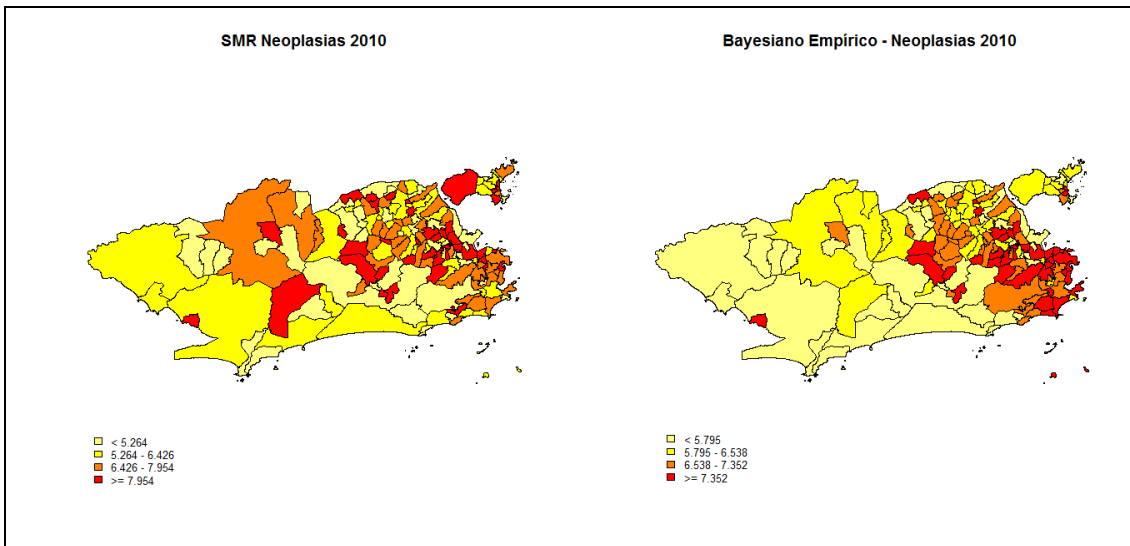 SMR Neoplasias 2010
< 5.264
5.264 - 6.426
6.426 - 7.954
>= 7.954
Bayesiano Empírico - Neoplasias 2010
< 5.795
5.795 - 6.538
6.538 - 7.352
>= 7.352